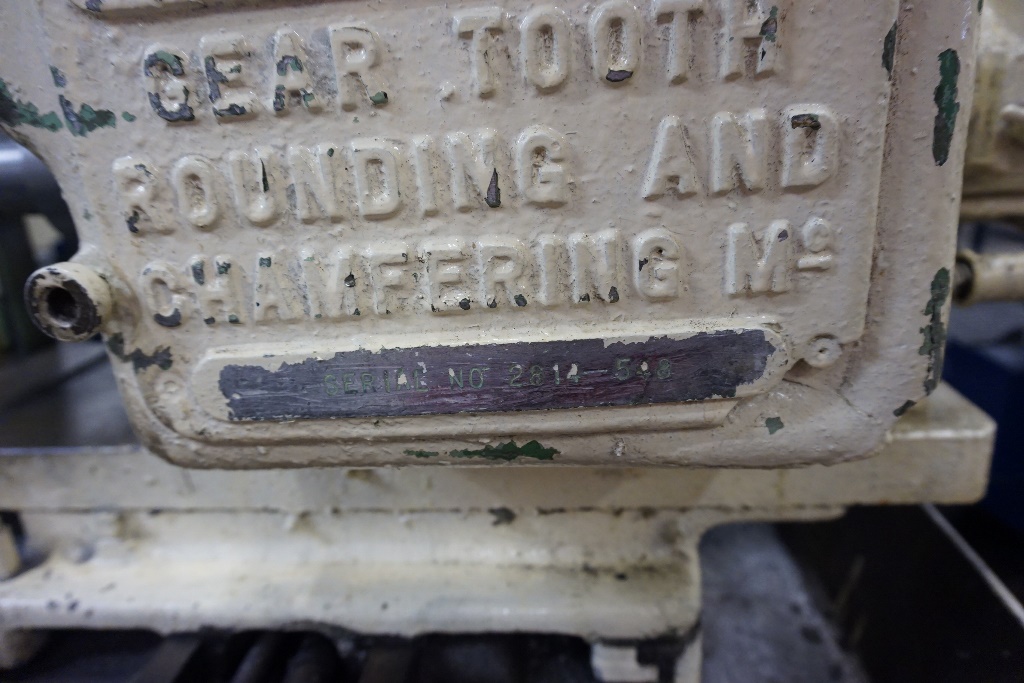 GEAR TOOTH
ROUNDING AND
CHAMFERING Mc
SERIAL NO 2814